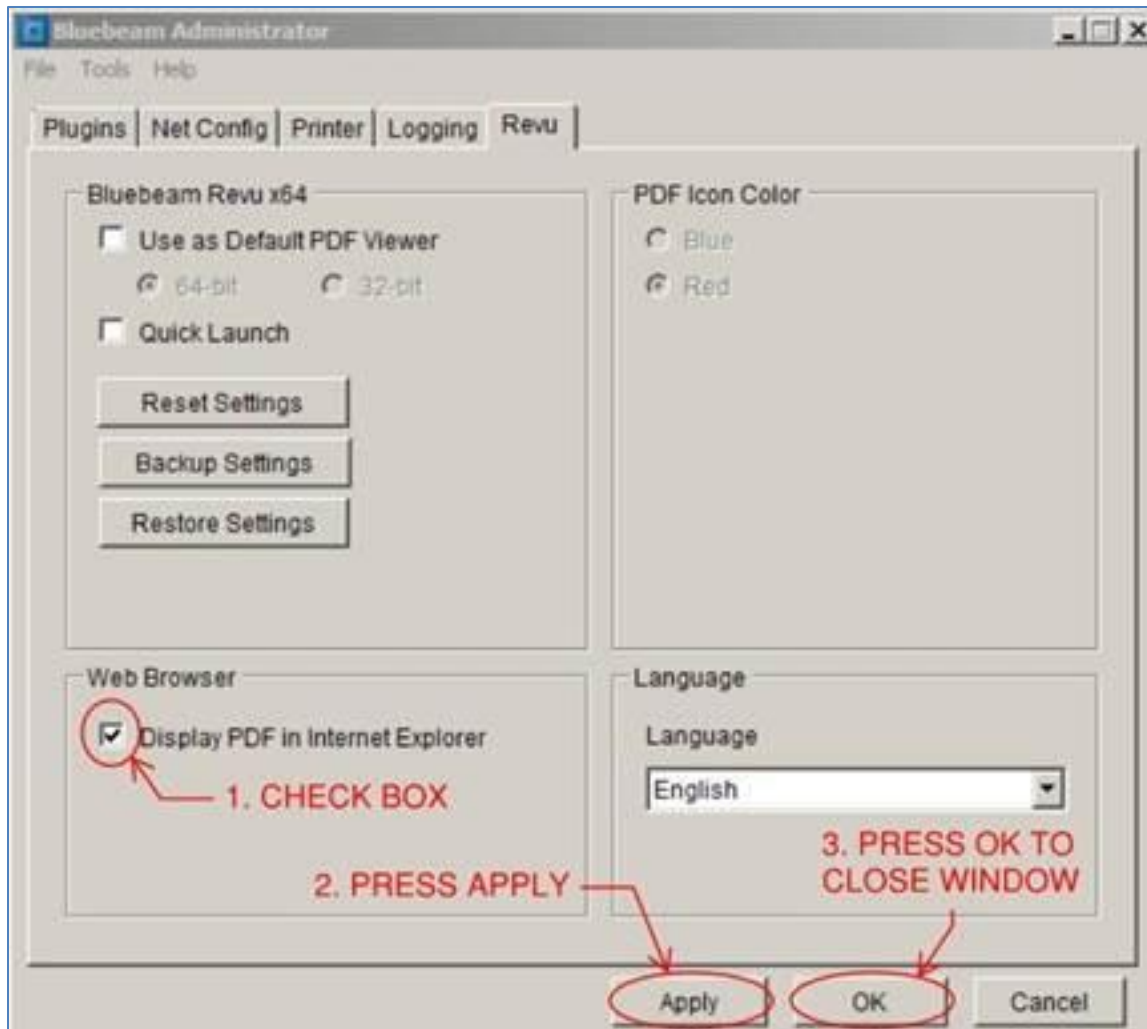 Bluebeam Administrator
File Tools Help
Plugins Net Config Printer Logging Revu
Bluebeam Revu x64
Use as Default PDF Viewer
64-bit 32-bit
Quick Launch
Reset Settings
Backup Settings
Restore Settings
PDF Icon Color
Blue
Red
Web Browser
Display PDF in Internet Explorer
1. CHECK BOX
2. PRESS APPLY
Language
Language
English
3. PRESS OK TO
CLOSE WINDOW
Apply OK Cancel